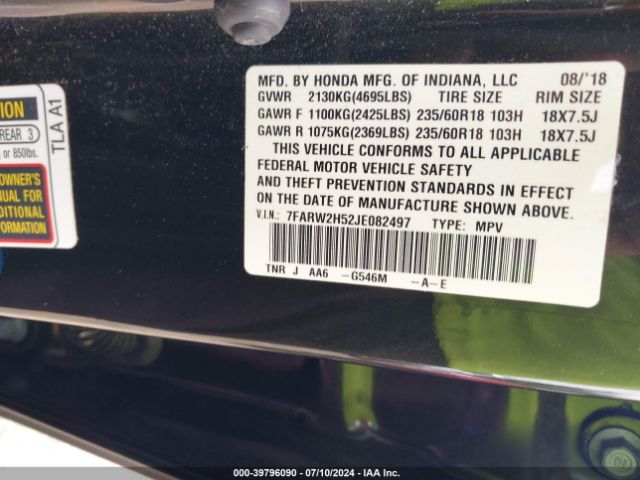 MFD. BY HONDA MFG. OF INDIANA, LLC 08/'18
GVWR 2130KG(4695LBS) TIRE SIZE RIM SIZE
GAWR F 1100KG(2425LBS) 235/60R18 103H 18X7.5J
GAWR R 1075KG(2369LBS) 235/60R18 103H 18X7.5J
THIS VEHICLE CONFORMS TO ALL APPLICABLE
FEDERAL MOTOR VEHICLE SAFETY
AND THEFT PREVENTION STANDARDS IN EFFECT
ON THE DATE OF MANUFACTURE SHOWN ABOVE.
V.I.N.: 7FARW2H52JE082497 TYPE: MPV
TNR J AA6 -G546M -A-E
REAR 3
or 850lbs.
TLA A1
OWNER'S
FOR
000-39796090 - 07/10/2024 - IAA Inc.